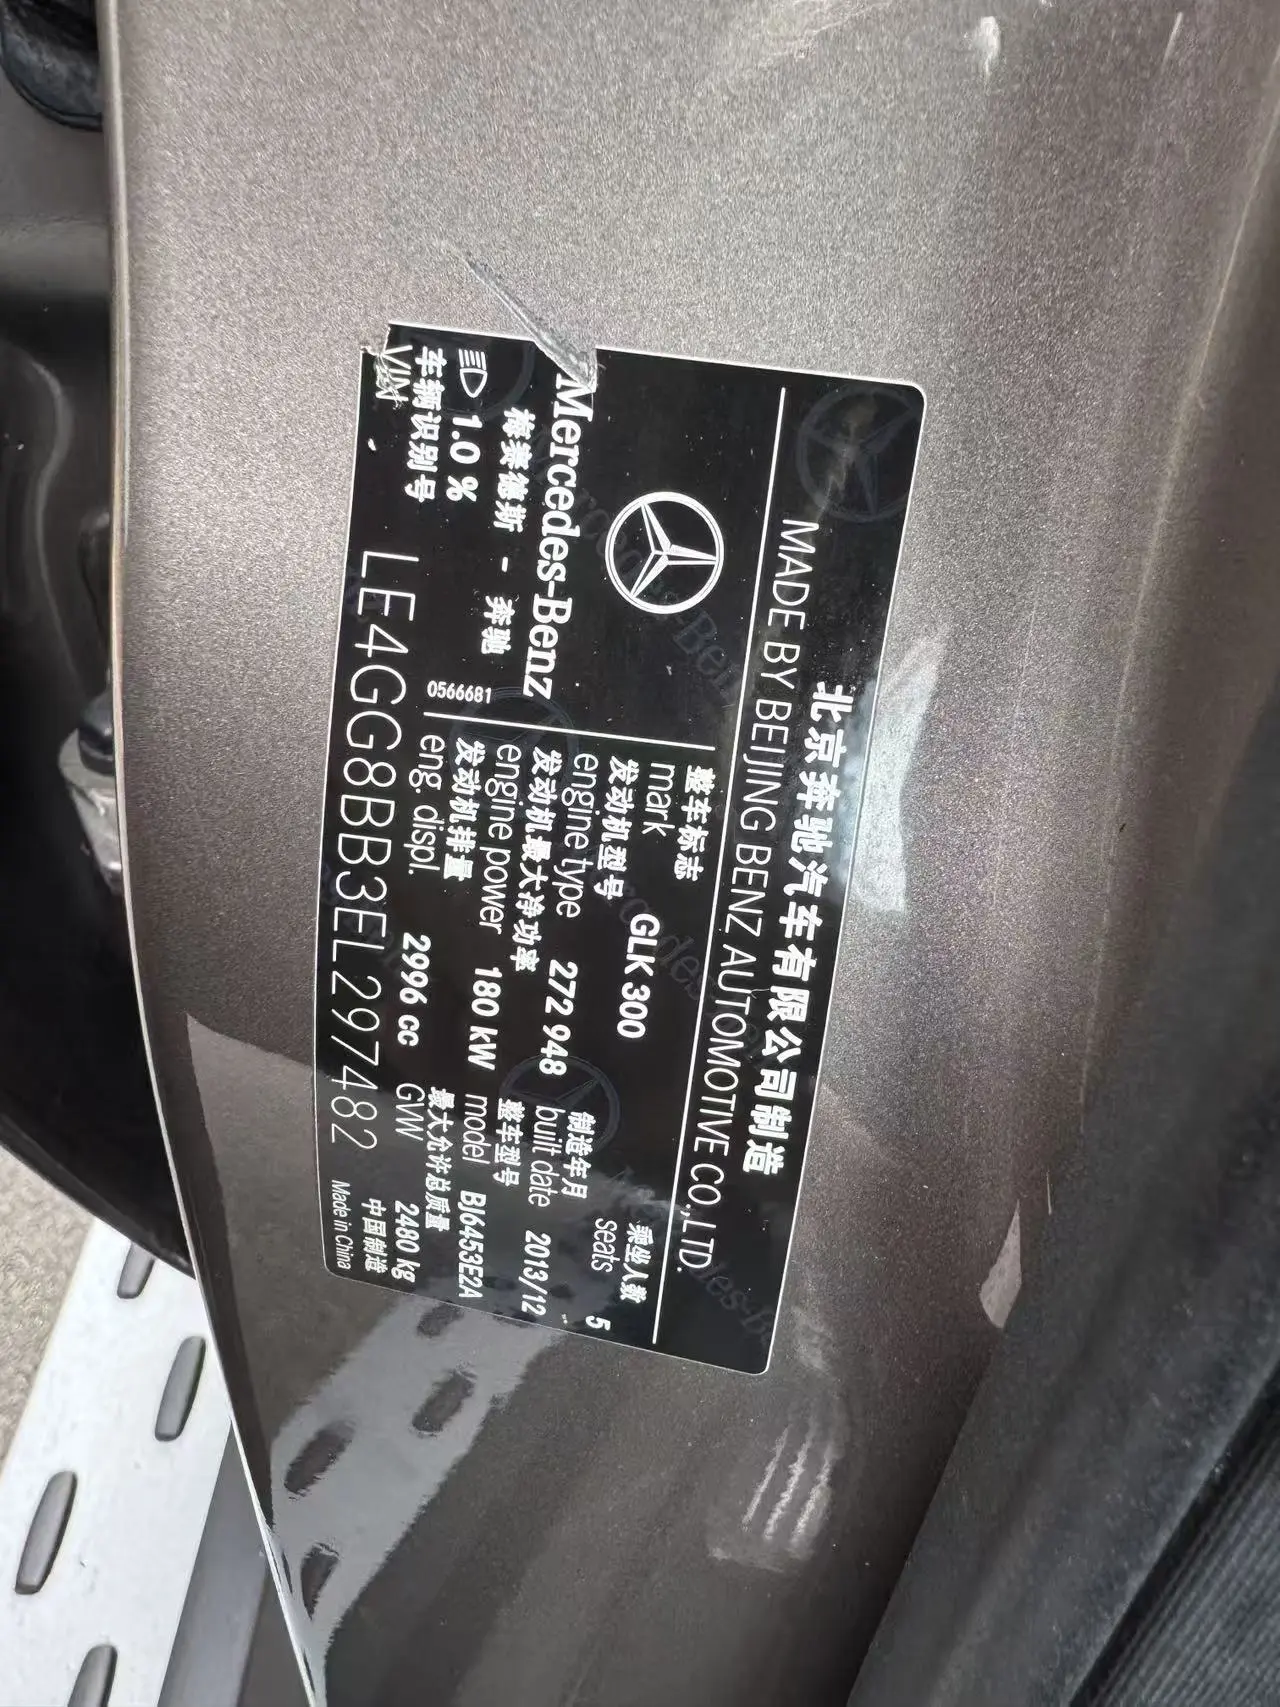 北京奔驰汽车有限公司制造
MADE BY BEIJING BENZ AUTOMOTIVE CO.,LTD.
Mercedes-Benz
梅赛德斯 - 奔驰
1.0 %
0566681
整车标志
mark GLK 300
乘坐人数
seats 5
发动机型号
engine type 272 948
制造年月
built date 2013/12
发动机最大净功率
engine power 180 kW
整车型号
model BJ6453E2A
发动机排量
eng. displ. 2996 cc
最大允许总质量
GVW 2480 kg
车辆识别号
VIN LE4GG8BB3EL297482
中国制造
Made in China